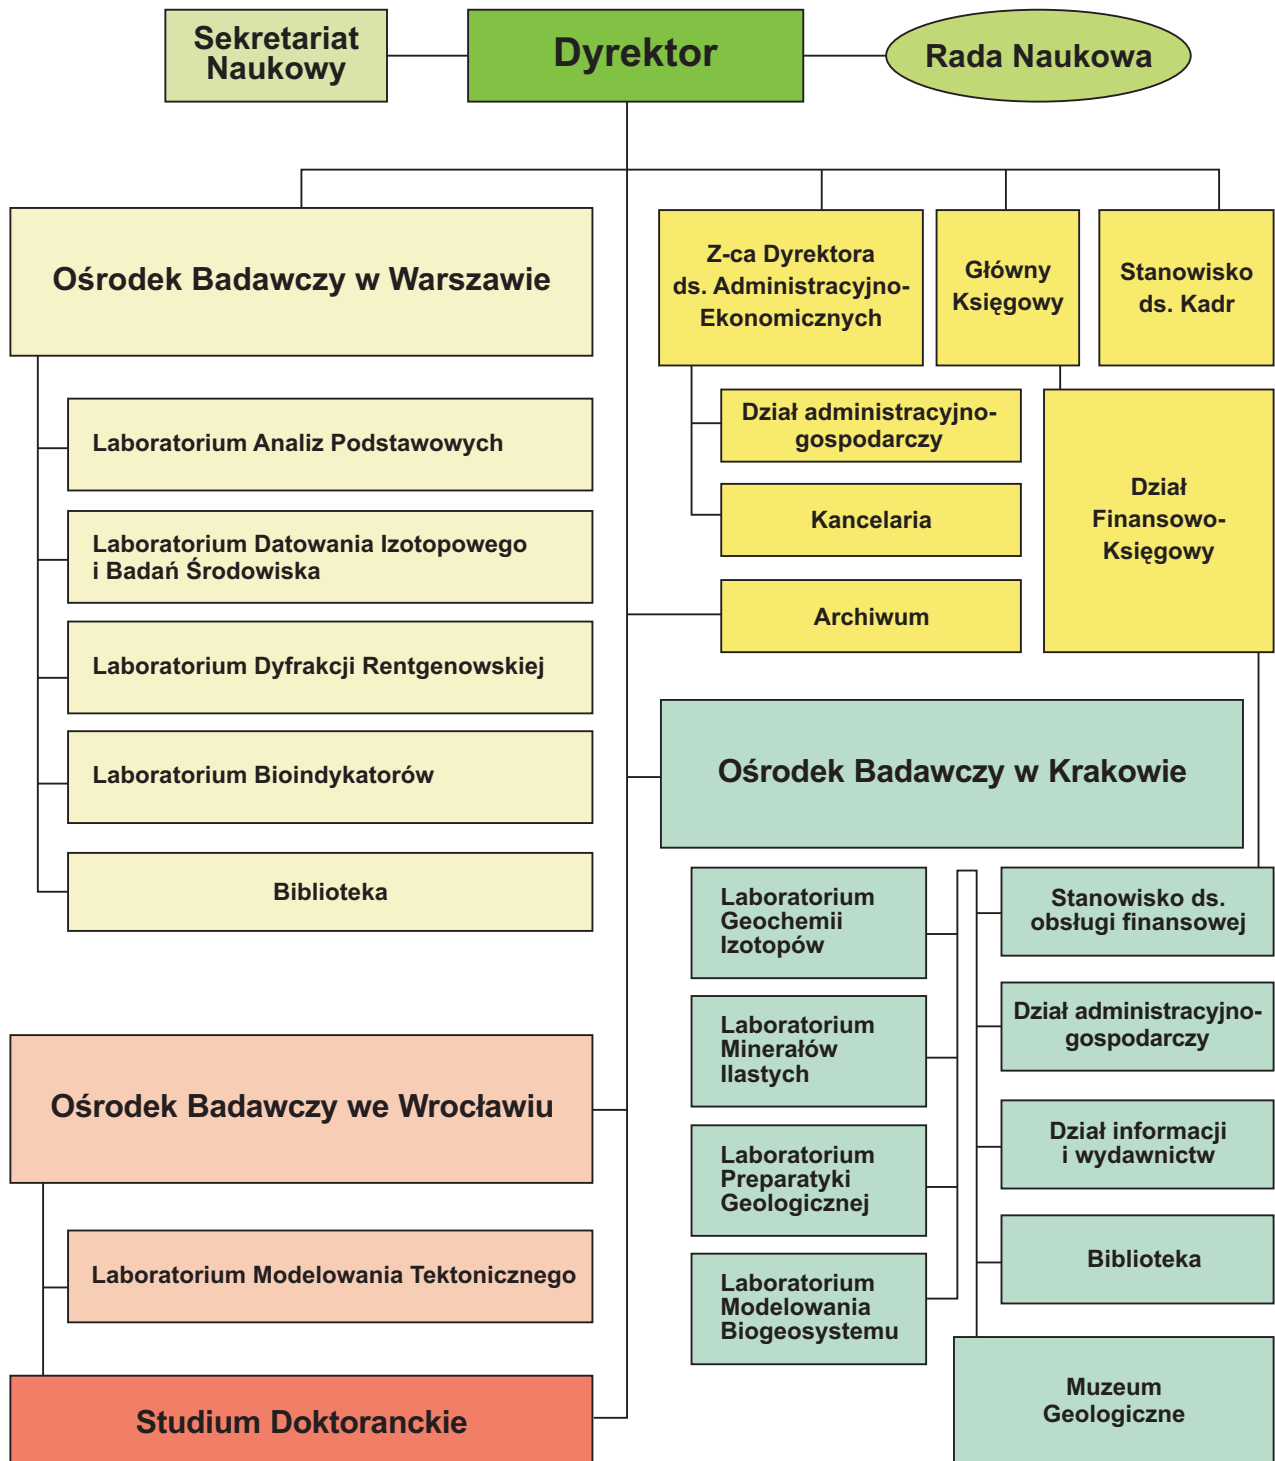 Sekretariat
Naukowy
Dyrektor
Rada Naukowa
Ośrodek Badawczy w Warszawie
Z-ca Dyrektora
ds. Administracyjno-
Ekonomicznych
Główny
Księgowy
Stanowisko
ds. Kadr
Laboratorium Analiz Podstawowych
Laboratorium Datowania Izotopowego
i Badań Środowiska
Laboratorium Dyfrakcji Rentgenowskiej
Laboratorium Bioindykatorów
Biblioteka
Dział administracyjno-
gospodarczy
Kancelaria
Archiwum
Dział
Finansowo-
Księgowy
Ośrodek Badawczy w Krakowie
Laboratorium
Geochemii
Izotopów
Laboratorium
Minerałów
Ilastych
Laboratorium
Preparatyki
Geologicznej
Laboratorium
Modelowania
Biogeosystemu
Stanowisko ds.
obsługi finansowej
Dział administracyjno-
gospodarczy
Dział informacji
i wydawnictw
Biblioteka
Muzeum
Geologiczne
Ośrodek Badawczy we Wrocławiu
Laboratorium Modelowania Tektonicznego
Studium Doktoranckie